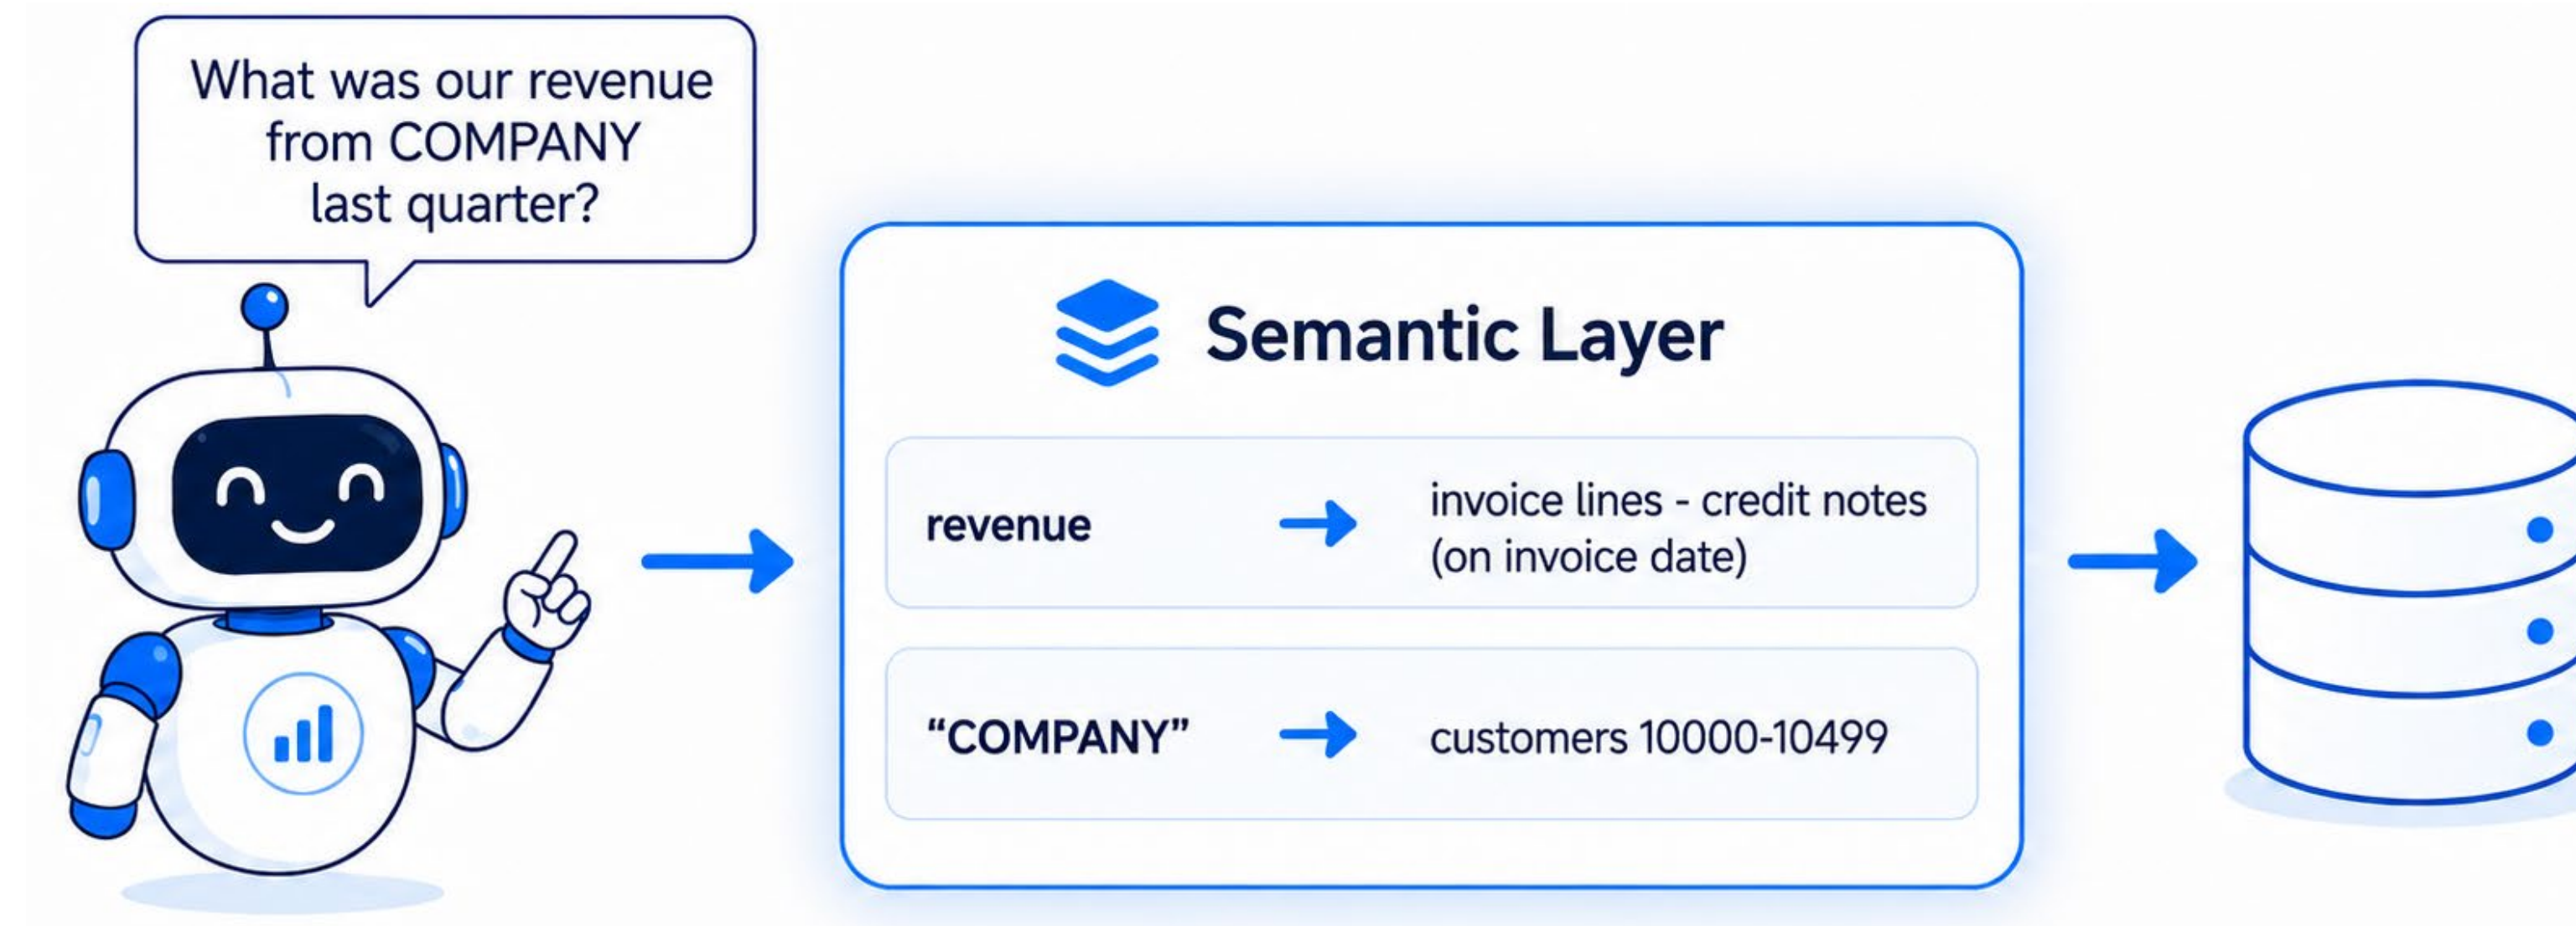 What was our revenue
from COMPANY
last quarter?
Semantic Layer
revenue
invoice lines - credit notes
(on invoice date)
“COMPANY”
customers 10000-10499